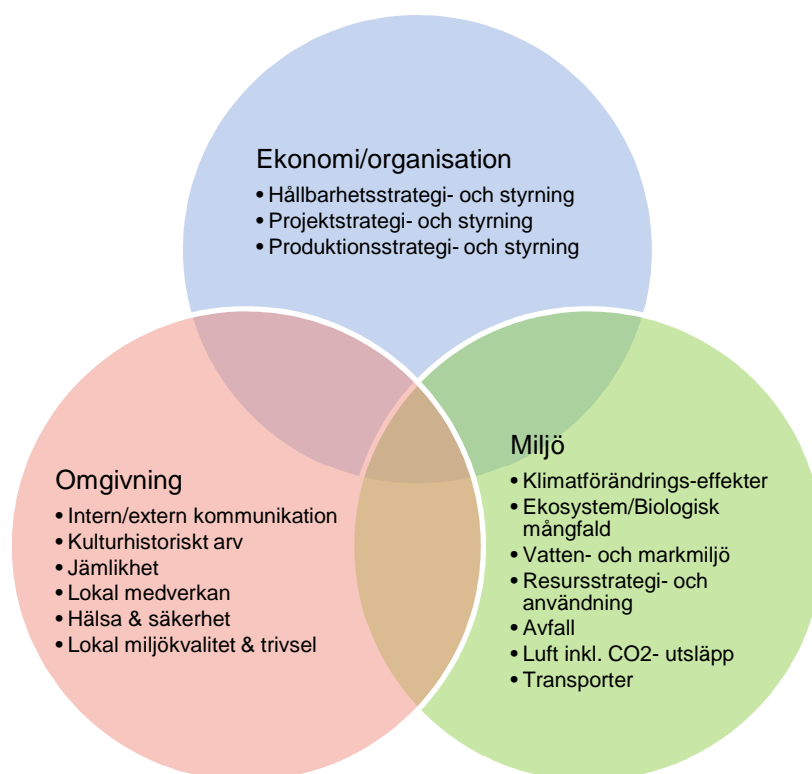 Ekonomi/organisation
• Hållbarhetsstrategi- och styrning
• Projektstrategi- och styrning
• Produktionsstrategi- och styrning
Omgivning
• Intern/extern kommunikation
• Kulturhistoriskt arv
• Jämlikhet
• Lokal medverkan
• Hälsa & säkerhet
• Lokal miljökvalitet & trivsel
Miljö
• Klimatförändrings-effekter
• Ekosystem/Biologisk
mångfald
• Vatten- och markmiljö
• Resursstrategi- och
användning
• Avfall
• Luft inkl. CO2- utsläpp
• Transporter